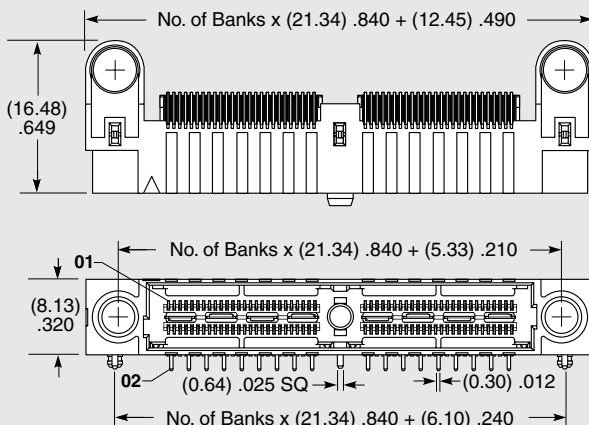 No. of Banks x (21.34) .840 + (12.45) .490
(16.48)
.649
No. of Banks x (21.34) .840 + (5.33) .210
01
(8.13)
.320
02
(0.64) .025 SQ
(0.30) .012
No. of Banks x (21.34) .840 + (6.10) .240